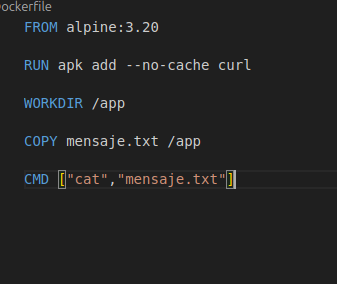 ockerfile
FROM alpine:3.20
RUN apk add --no-cache curl
WORKDIR /app
COPY mensaje.txt /app
CMD ["cat","mensaje.txt"]